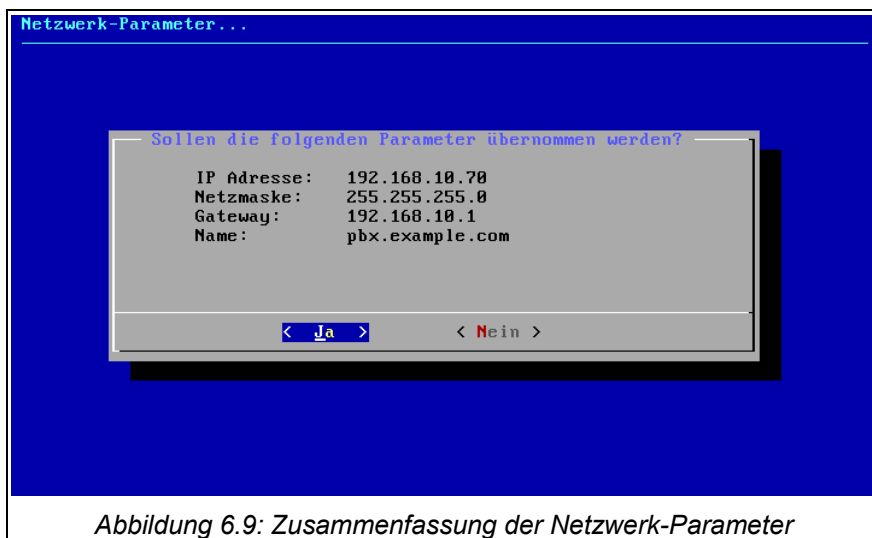 Netzwerk-Parameter...
Sollen die folgenden Parameter übernommen werden?
IP Adresse: 192.168.10.70
Netzmaske: 255.255.255.0
Gateway: 192.168.10.1
Name: pbx.example.com
< Ja > < Nein >
Abbildung 6.9: Zusammenfassung der Netzwerk-Parameter